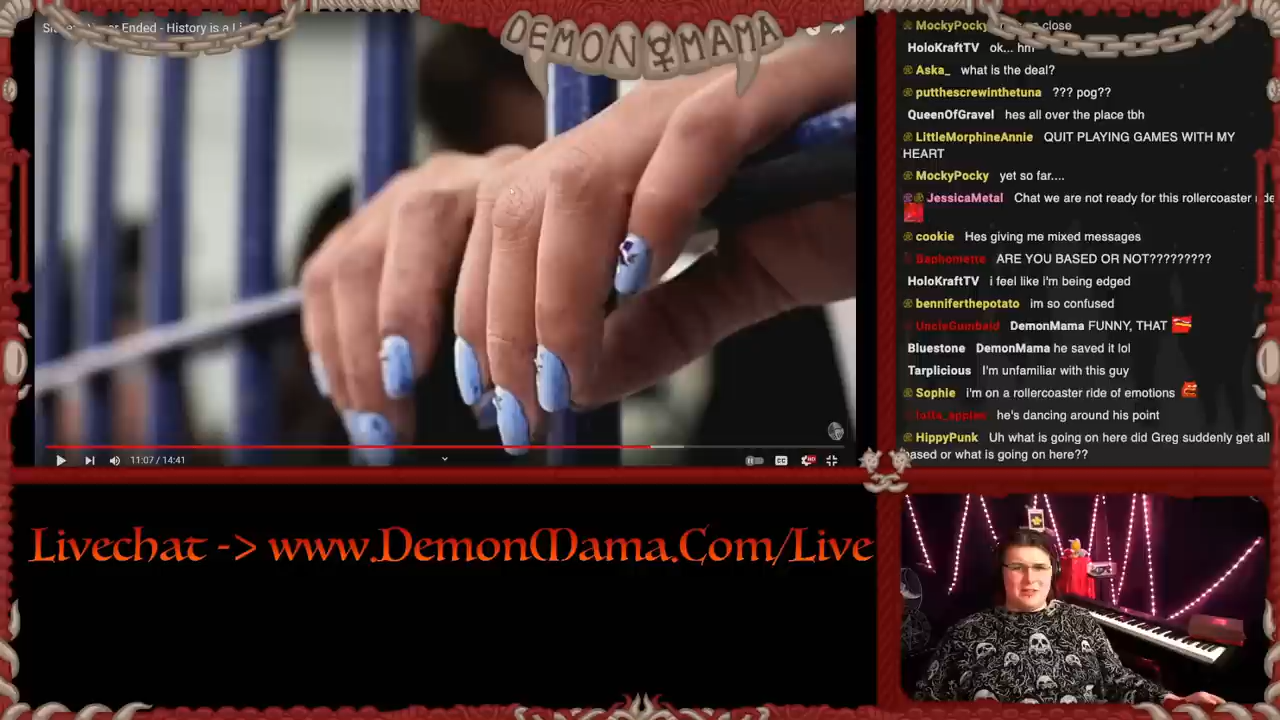 DEMON MAMA
Ended - History is a
11:07 / 14:41
CC
MockyPocky close
HoloKraftTV ok... hm
Aska_ what is the deal?
putthescrewinthetuna ??? pog??
QueenOfGravel hes all over the place tbh
LittleMorphineAnnie QUIT PLAYING GAMES WITH MY
HEART
MockyPocky yet so far....
JessicaMetal Chat we are not ready for this rollercoaster
cookie Hes giving me mixed messages
Baphomette ARE YOU BASED OR NOT?????????
HoloKraftTV i feel like i'm being edged
benniferthepotato im so confused
UncleGumbald DemonMama FUNNY, THAT
Bluestone DemonMama he saved it lol
Tarplicious I'm unfamiliar with this guy
Sophie i'm on a rollercoaster ride of emotions
he's dancing around his point
HippyPunk Uh what is going on here did Greg suddenly get all
based or what is going on here??
Livechat -> www.DemonMama.Com/Live